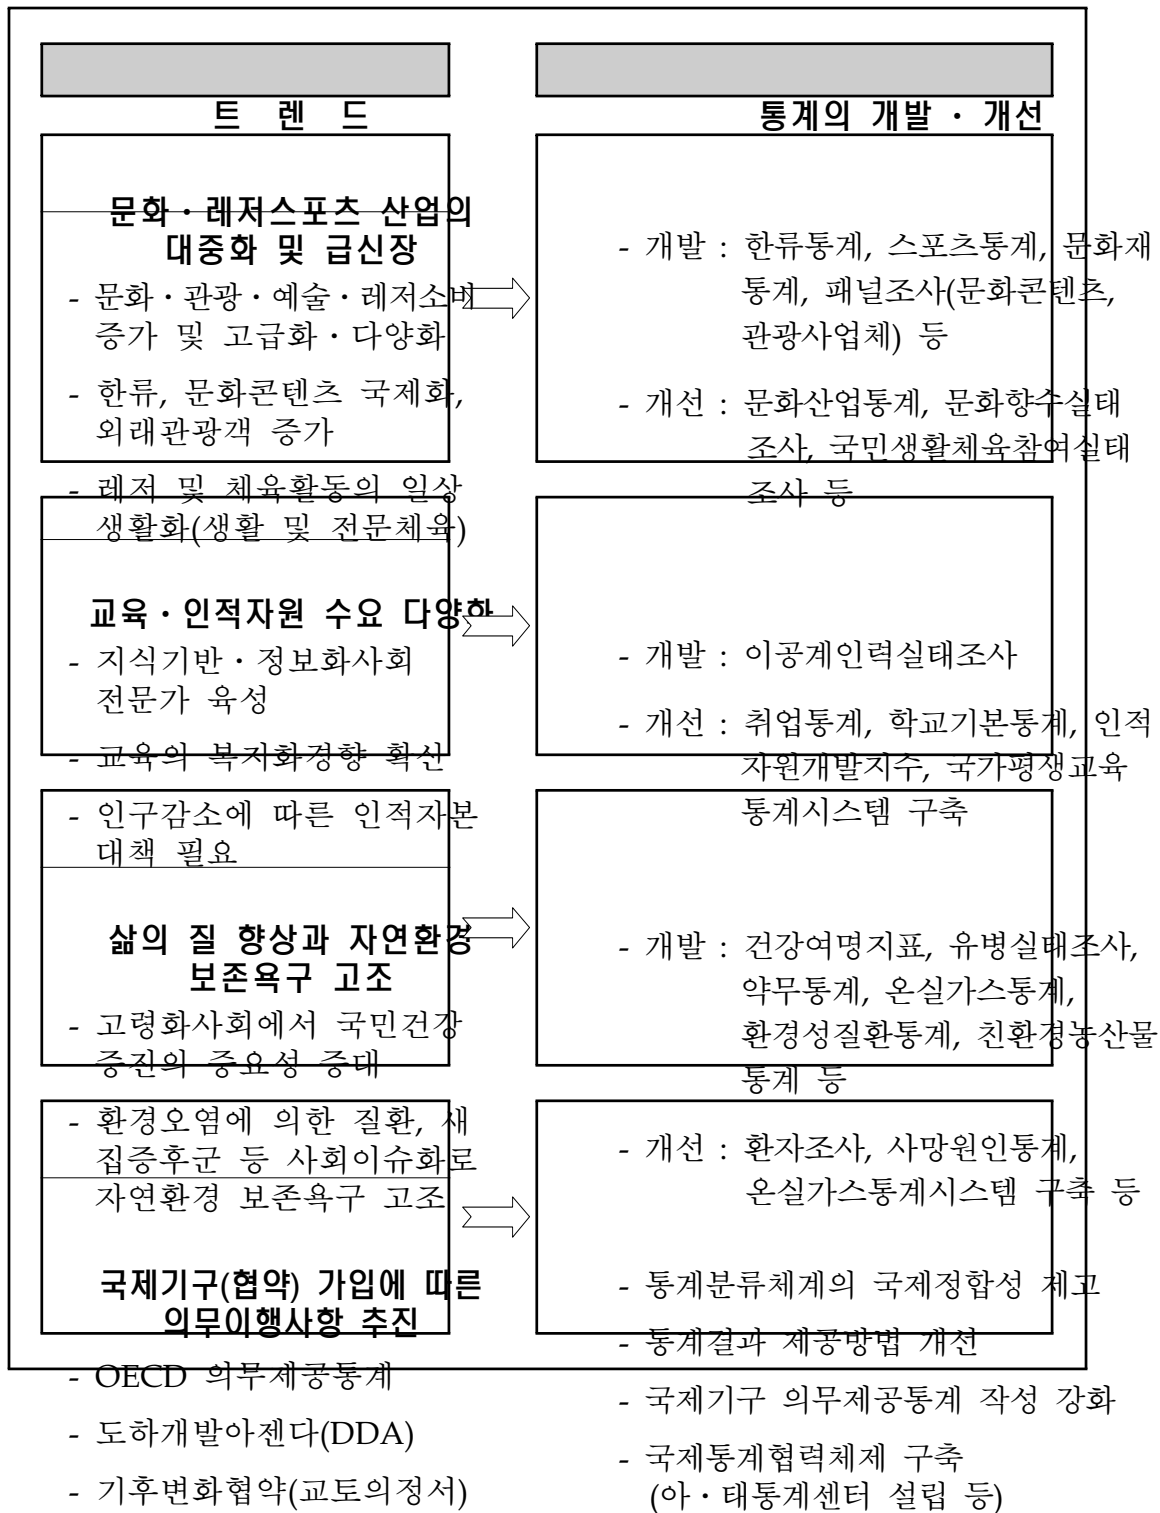 트 렌 드
통계의 개발 · 개선
문화 · 레저스포츠 산업의
대중화 및 급신장
- 문화 · 관광 · 예술 · 레저소비
증가 및 고급화 · 다양화
- 한류, 문화콘텐츠 국제화,
외래관광객 증가
- 레저 및 체육활동의 일상
생활화(생활 및 전문체육)
- 개발 : 한류통계, 스포츠통계, 문화재
통계, 패널조사(문화콘텐츠,
관광사업체) 등
- 개선 : 문화산업통계, 문화향수실태
조사, 국민생활체육참여실태
조사 등
교육 · 인적자원 수요 다양화
- 지식기반 · 정보화사회
전문가 육성
- 교육의 복지화경향 확산
- 인구감소에 따른 인적자본
대책 필요
- 개발 : 이공계인력실태조사
- 개선 : 취업통계, 학교기본통계, 인적
자원개발지수, 국가평생교육
통계시스템 구축
삶의 질 향상과 자연환경
보존욕구 고조
- 고령화사회에서 국민건강
증진의 중요성 증대
- 환경오염에 의한 질환, 새
집증후군 등 사회이슈화로
자연환경 보존욕구 고조
- 개발 : 건강여명지표, 유병실태조사,
약무통계, 온실가스통계,
환경성질환통계, 친환경농산물
통계 등
- 개선 : 환자조사, 사망원인통계,
온실가스통계시스템 구축 등
국제기구(협약) 가입에 따른
의무이행사항 추진
- OECD 의무제공통계
- 도하개발아젠다(DDA)
- 기후변화협약(교토의정서)
- 통계분류체계의 국제정합성 제고
- 통계결과 제공방법 개선
- 국제기구 의무제공통계 작성 강화
- 국제통계협력체제 구축
(아 · 태통계센터 설립 등)